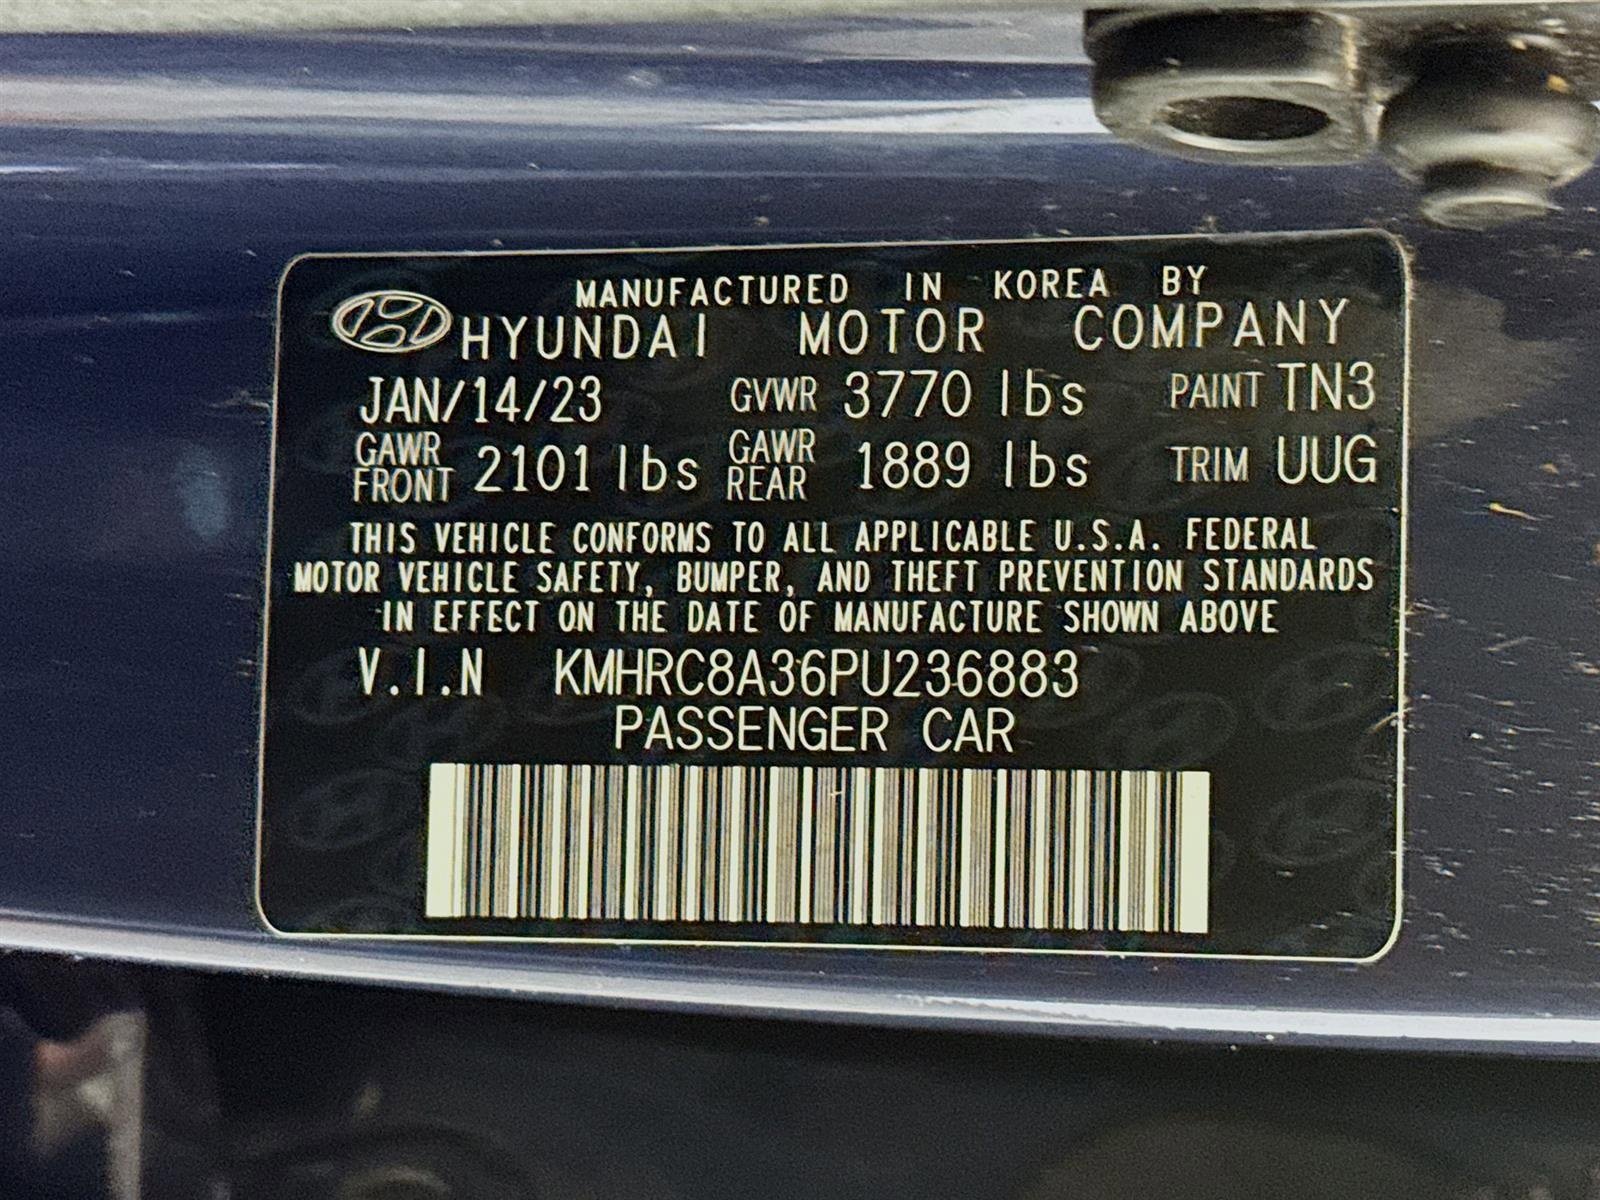 MANUFACTURED IN KOREA BY
HYUNDAI MOTOR COMPANY
JAN/14/23 GVWR 3770 lbs PAINT TN3
GAWR FRONT 2101 lbs GAWR REAR 1889 lbs TRIM UUG
THIS VEHICLE CONFORMS TO ALL APPLICABLE U.S.A. FEDERAL
MOTOR VEHICLE SAFETY, BUMPER, AND THEFT PREVENTION STANDARDS
IN EFFECT ON THE DATE OF MANUFACTURE SHOWN ABOVE
V.I.N KMHRC8A36PU236883
PASSENGER CAR